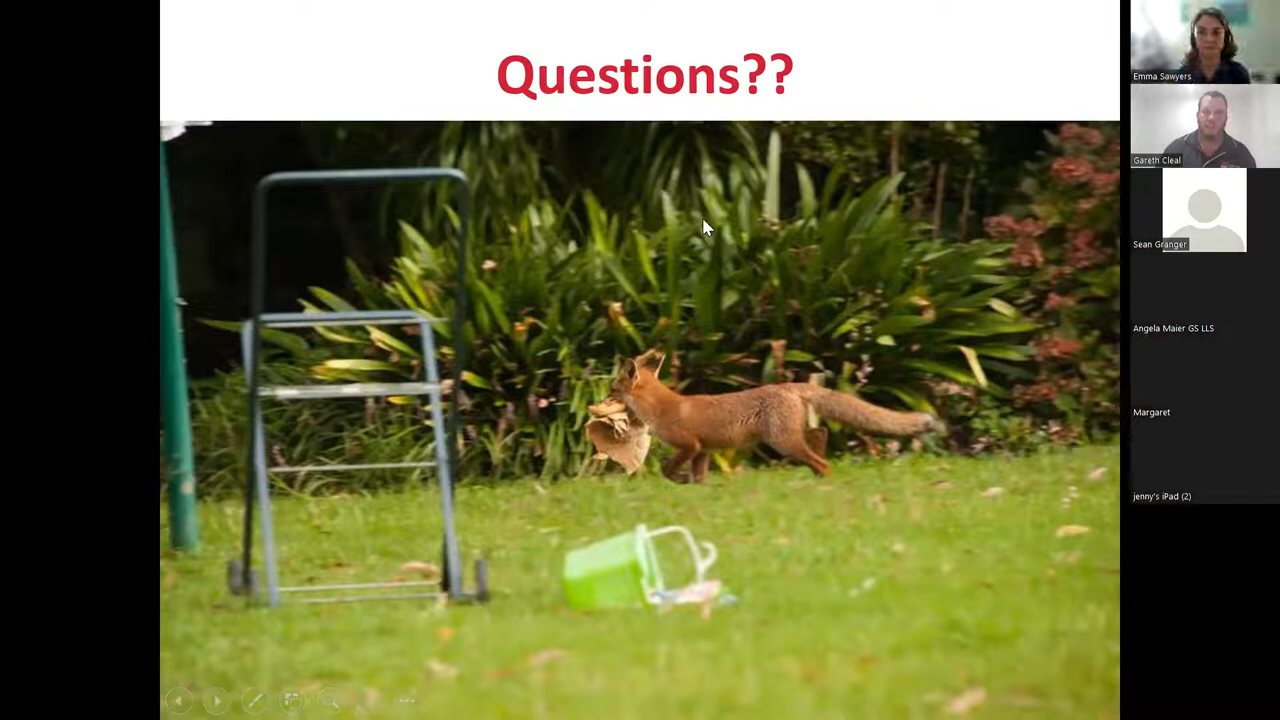 Questions??
Emma Sawyers
Gareth Cleal
Sean Granger
Angela Maier GS LLS
Margaret
jenny's iPad (2)